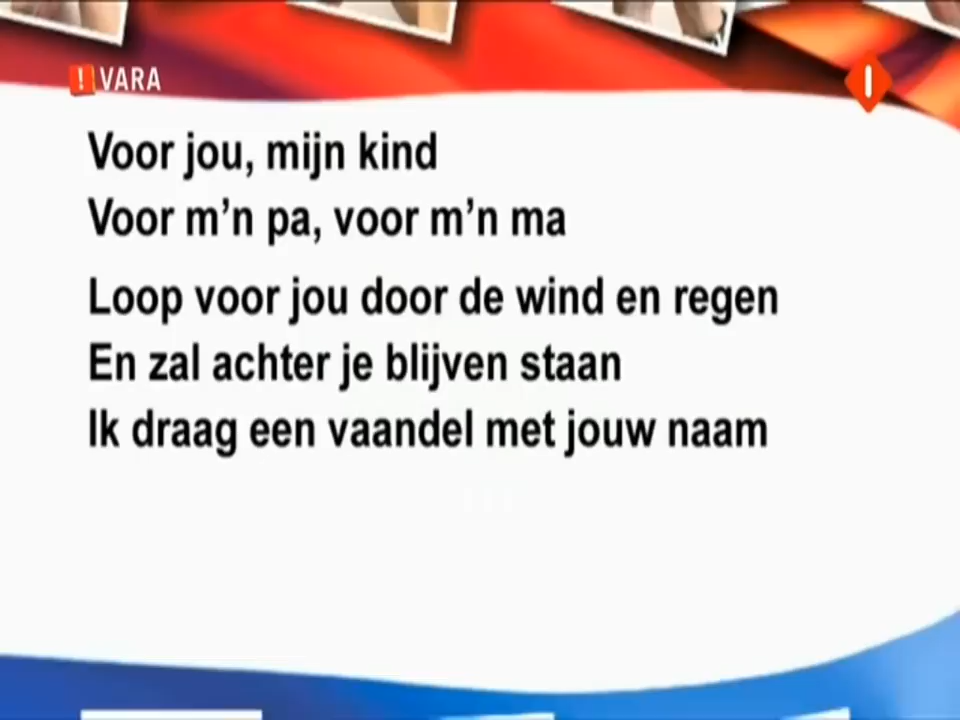 ! VARA
1
Voor jou, mijn kind
Voor m’n pa, voor m’n ma
Loop voor jou door de wind en regen
En zal achter je blijven staan
Ik draag een vaandel met jouw naam